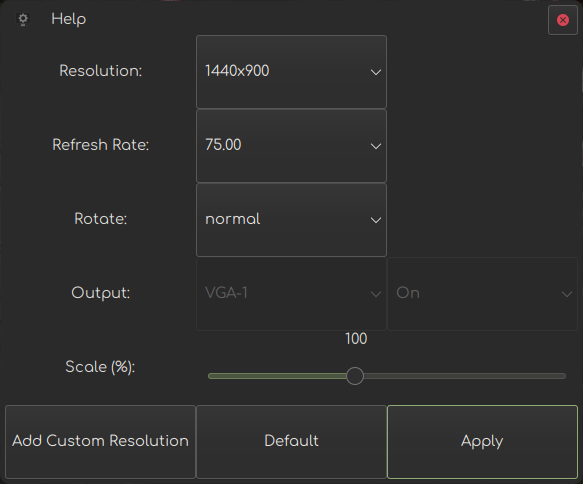 Help
Resolution:
1440x900
Refresh Rate:
75.00
Rotate:
normal
Output:
VGA-1
On
100
Scale (%):
Add Custom Resolution
Default
Apply